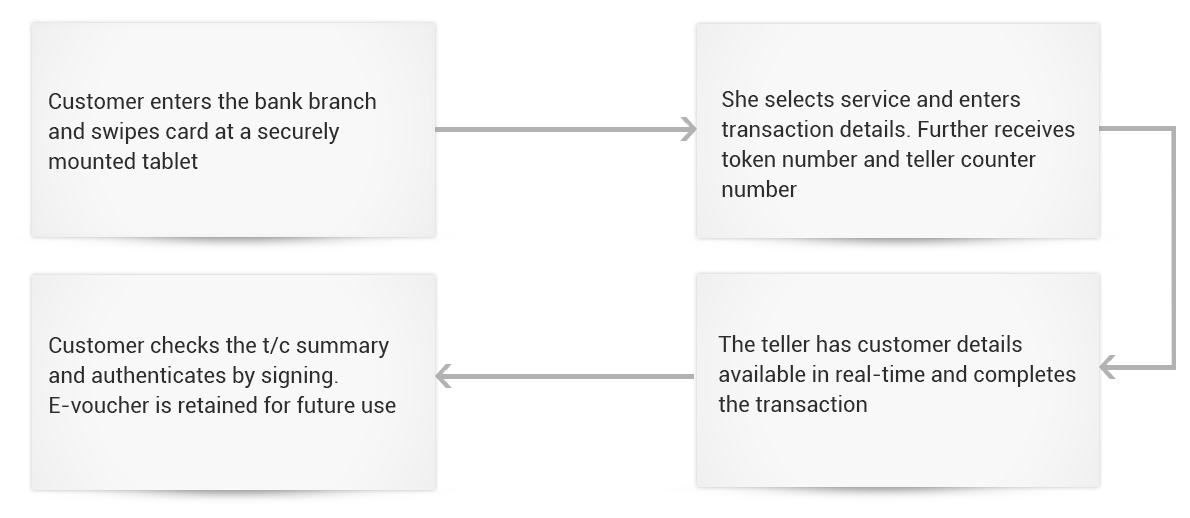 Customer enters the bank branch
and swipes card at a securely
mounted tablet
She selects service and enters
transaction details. Further receives
token number and teller counter
number
The teller has customer details
available in real-time and completes
the transaction
Customer checks the t/c summary
and authenticates by signing.
E-voucher is retained for future use